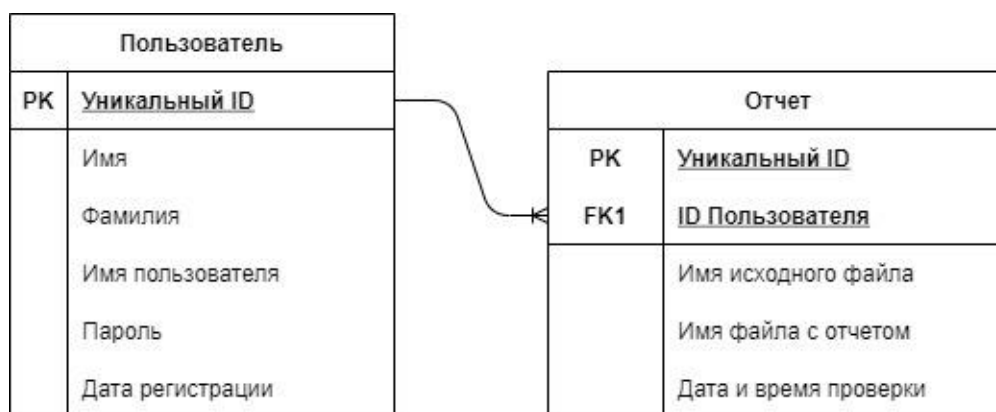 Пользователь
PK Уникальный ID
Имя
Фамилия
Имя пользователя
Пароль
Дата регистрации
Отчет
PK Уникальный ID
FK1 ID Пользователя
Имя исходного файла
Имя файла с отчетом
Дата и время проверки